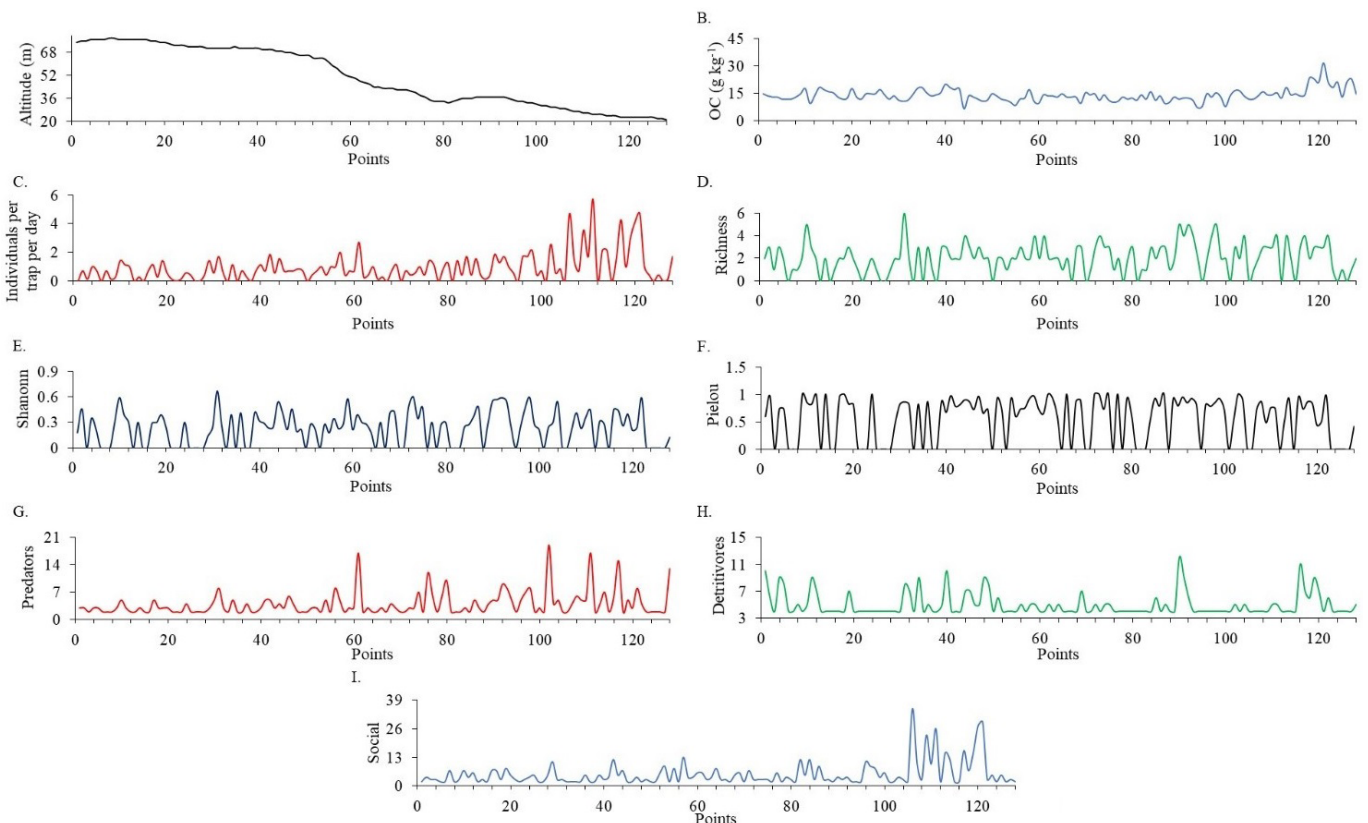 B.
Altitude (m)
68
52
36
20
0 20 40 60 80 100 120
Points
OC (g kg-1)
45
30
15
0
0 20 40 60 80 100 120
Points
C.
Individuals per
trap per day
6
4
2
0
0 20 40 60 80 100 120
Points
D.
Richness
6
4
2
0
0 20 40 60 80 100 120
Points
E.
Shanonn
0.9
0.6
0.3
0
0 20 40 60 80 100 120
Points
F.
Pielou
1.5
1
0.5
0
0 20 40 60 80 100 120
Points
G.
Predators
21
14
7
0
0 20 40 60 80 100 120
Points
H.
Detritivores
15
11
7
3
0 20 40 60 80 100 120
Points
I.
Social
39
26
13
0
0 20 40 60 80 100 120
Points